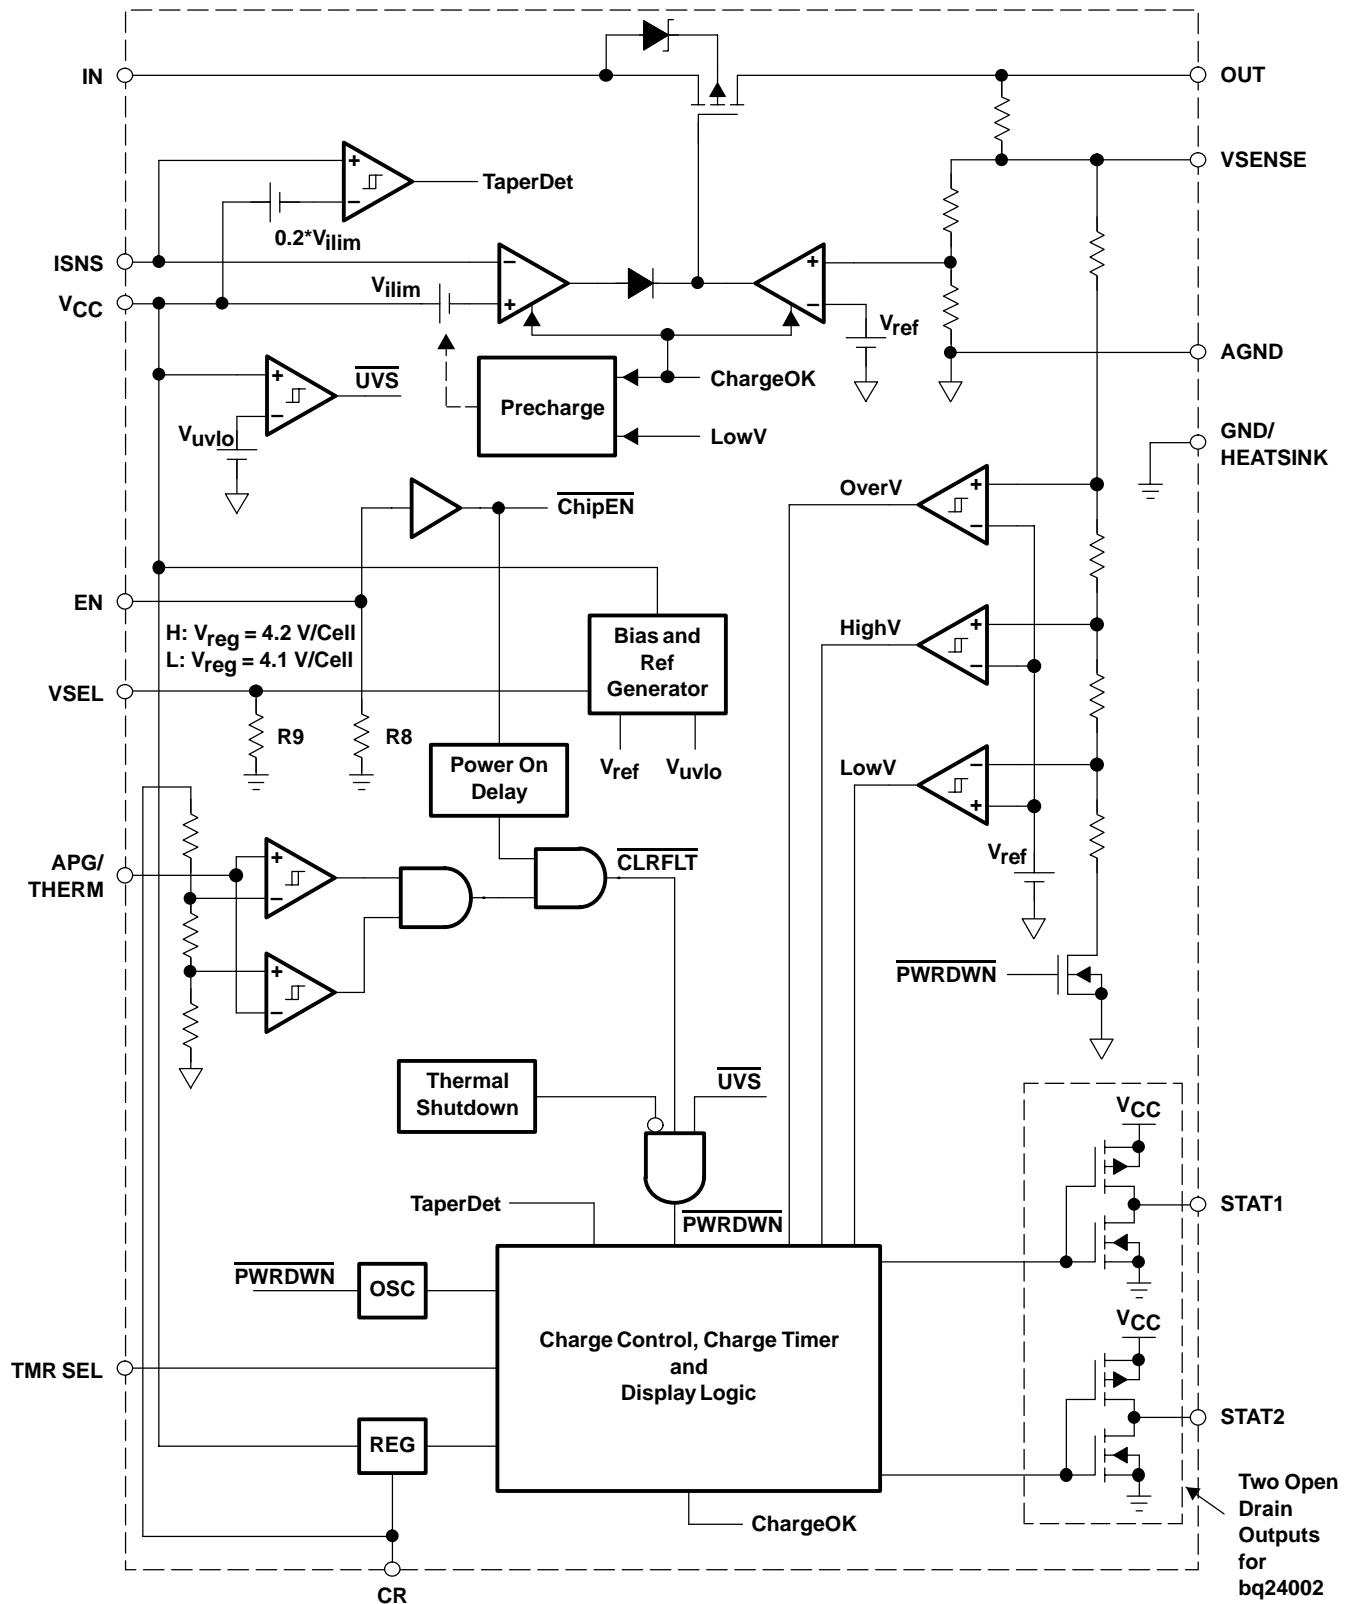 IN
OUT
+
−
TaperDet
VSENSE
0.2*Vilim
ISNS
−
+
+
−
Vilim
VCC
Vref
AGND
+
−
UVS
Vuvlo
Precharge
ChargeOK
LowV
GND/
HEATSINK
ChipEN
OverV
+
−
EN
H: Vreg = 4.2 V/Cell
L: Vreg = 4.1 V/Cell
Bias and
Ref
Generator
HighV
+
−
VSEL
R9
R8
Power On
Delay
Vref
Vuvlo
LowV
−
+
APG/
THERM
+
−
CLRFLT
Vref
+
−
PWRDWN
Thermal
Shutdown
UVS
VCC
TaperDet
PWRDWN
STAT1
PWRDWN
OSC
Charge Control, Charge Timer
and
Display Logic
VCC
TMR SEL
STAT2
REG
Two Open
Drain
Outputs
for
bq24002
ChargeOK
CR